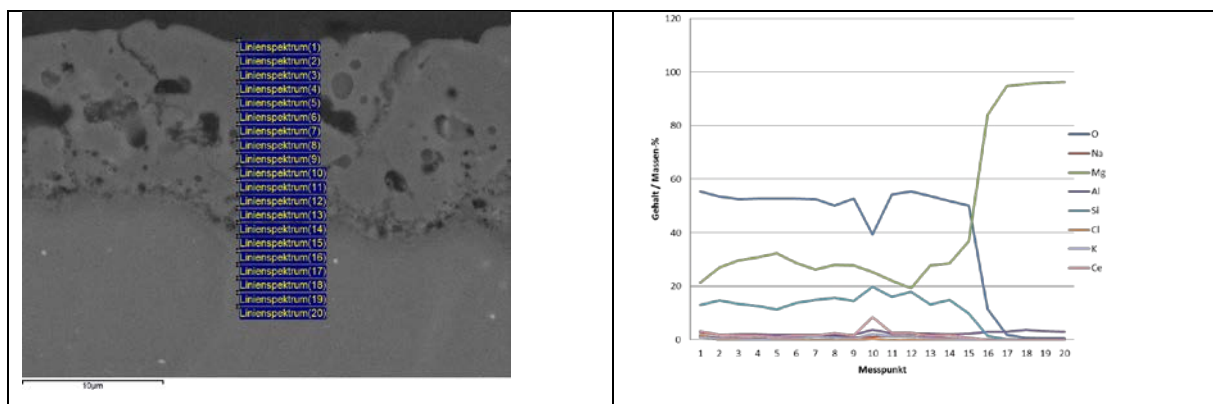 Linienspektrum(1)
Linienspektrum(2)
Linienspektrum(3)
Linienspektrum(4)
Linienspektrum(5)
Linienspektrum(6)
Linienspektrum(7)
Linienspektrum(8)
Linienspektrum(9)
Linienspektrum(10)
Linienspektrum(11)
Linienspektrum(12)
Linienspektrum(13)
Linienspektrum(14)
Linienspektrum(15)
Linienspektrum(16)
Linienspektrum(17)
Linienspektrum(18)
Linienspektrum(19)
Linienspektrum(20)
10µm
120
100
80
60
40
20
0
Gehalt / Massen-%
1 2 3 4 5 6 7 8 9 10 11 12 13 14 15 16 17 18 19 20
Messpunkt
O
Na
Mg
Al
Si
Cl
K
Ce